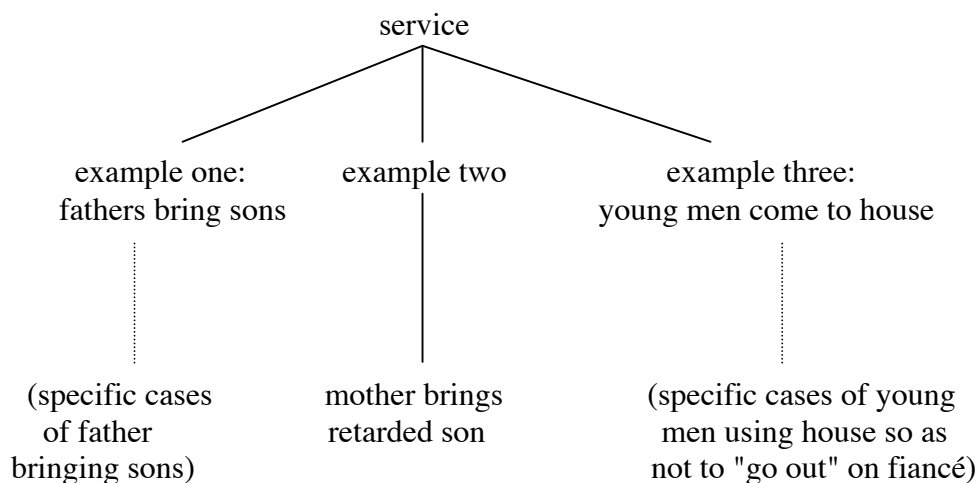 service
example one:
fathers bring sons
example two
example three:
young men come to house
(specific cases
of father
bringing sons)
mother brings
retarded son
(specific cases of young
men using house so as
not to "go out" on fiancé)